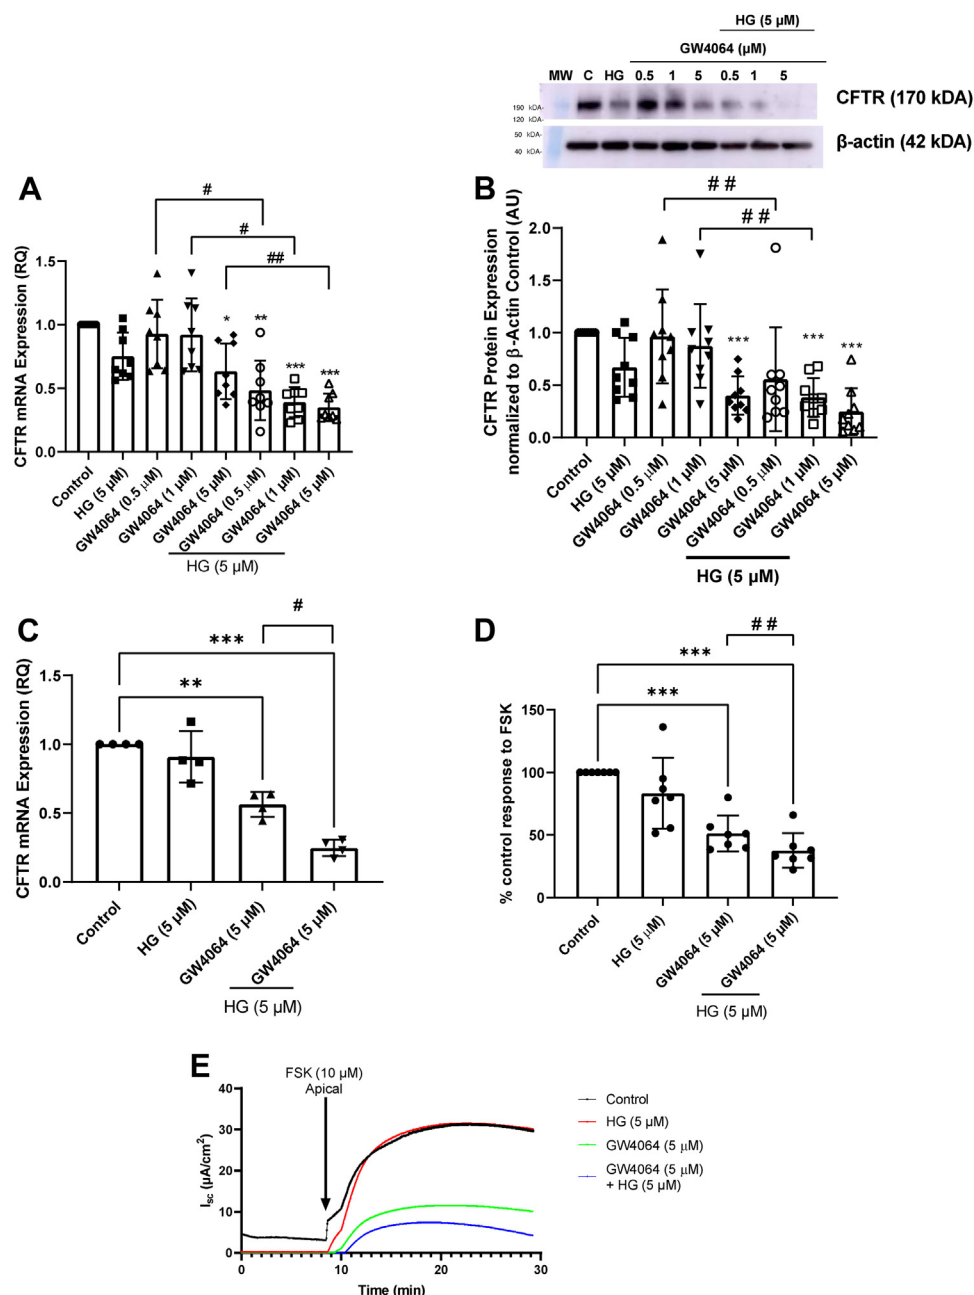 HG (5 µM)
GW4064 (µM)
MW C HG 0.5 1 5 0.5 1 5
190 kDA-
120 kDA-
50 kDA-
40 kDA-
CFTR (170 kDA)
β-actin (42 kDA)
A
#
#
##
CFTR mRNA Expression (RQ)
1.5
1.0
0.5
0.0
*
**
***
***
Control
HG (5 µM)
GW4064 (0.5 µM)
GW4064 (1 µM)
GW4064 (5 µM)
GW4064 (0.5 µM)
GW4064 (1 µM)
GW4064 (5 µM)
HG (5 µM)
B
# #
# #
CFTR Protein Expression
normalized to β-Actin Control (AU)
2.0
1.5
1.0
0.5
0.0
***
***
***
Control
HG (5 µM)
GW4064 (0.5 µM)
GW4064 (1 µM)
GW4064 (5 µM)
GW4064 (0.5 µM)
GW4064 (1 µM)
GW4064 (5 µM)
HG (5 µM)
C
#
***
**
CFTR mRNA Expression (RQ)
1.5
1.0
0.5
0.0
Control
HG (5 µM)
GW4064 (5 µM)
GW4064 (5 µM)
HG (5 µM)
D
# #
***
***
% control response to FSK
150
100
50
0
Control
HG (5 µM)
GW4064 (5 µM)
GW4064 (5 µM)
HG (5 µM)
E
FSK (10 µM)
Apical
Isc (µA/cm²)
40
30
20
10
0
0 10 20 30
Time (min)
Control
HG (5 µM)
GW4064 (5 µM)
GW4064 (5 µM)
+ HG (5 µM)